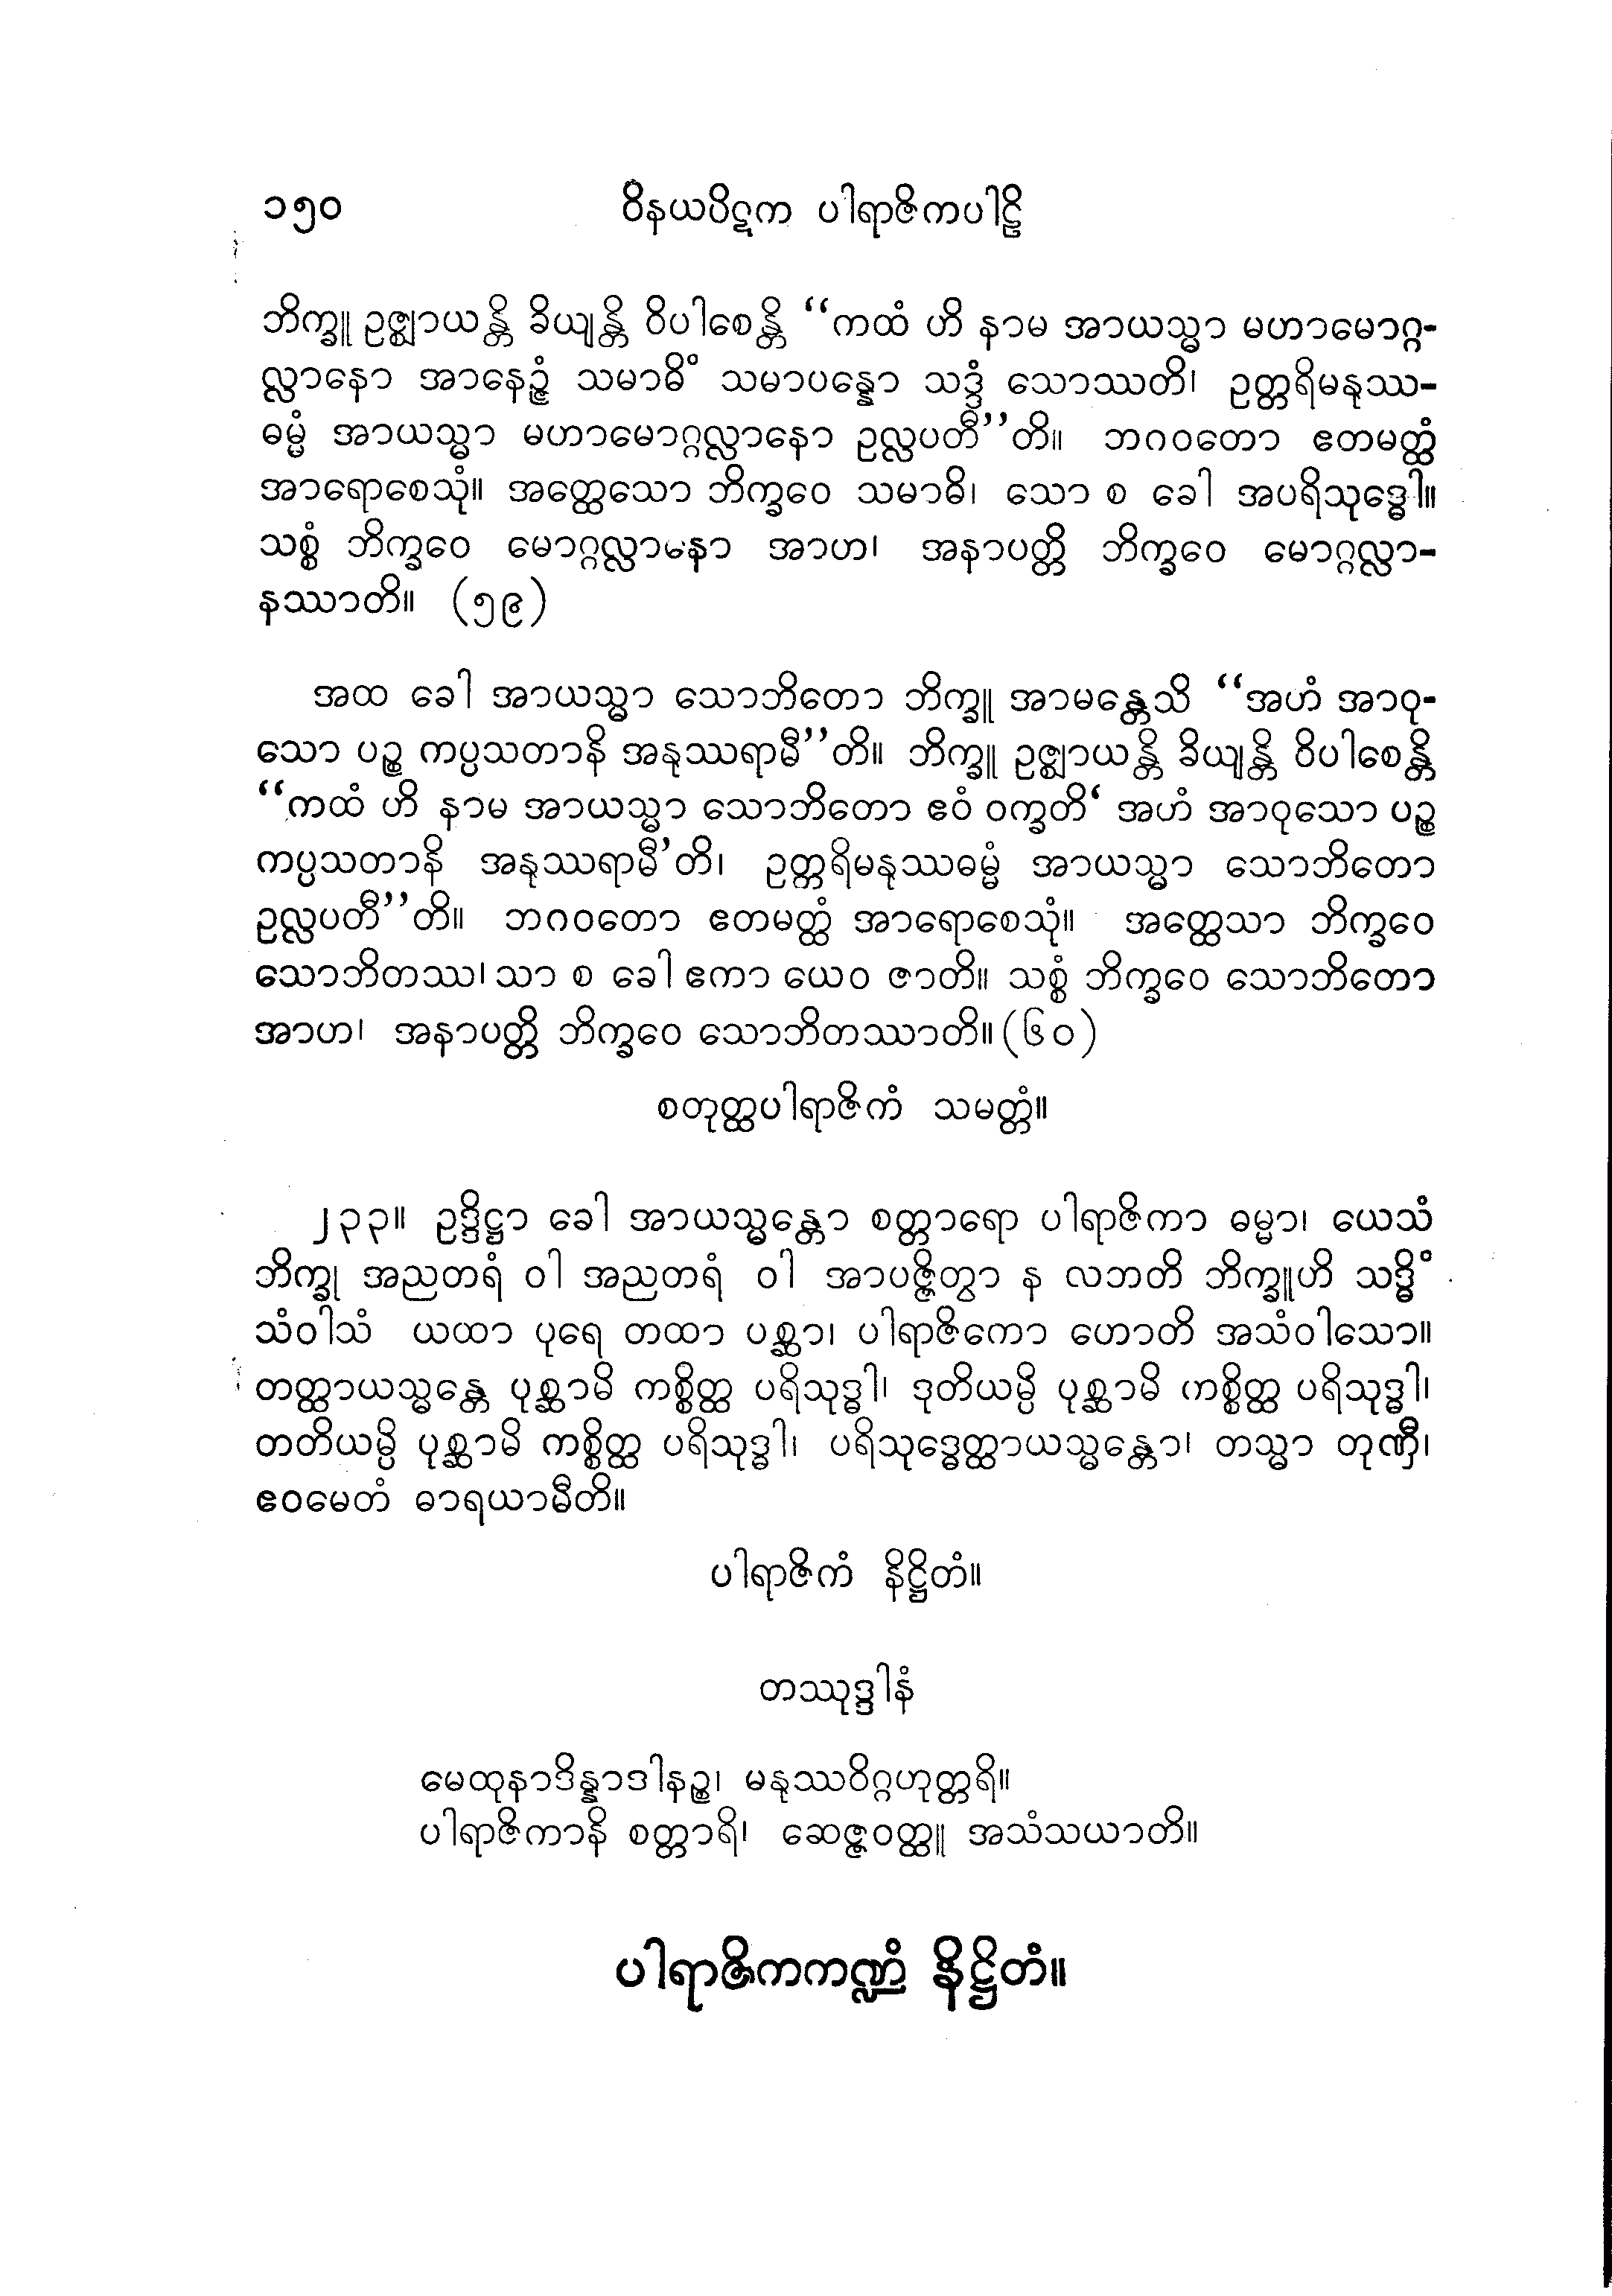 ၁၅၀ ဝိနယပိဋက ပါရာဇိကပါဠိ
ဘိက္ခူ ဥဇ္ဈာယန္တိ ခိယျန္တိ ဝိပါစေန္တိ ‘‘ကထံ ဟိ နာမ အာယသ္မာ မဟာမောဂ္ဂ-
လ္လာနော အာနေဉ္ဇံ သမာဓိံ သမာပန္နော သဒ္ဒံ သောဿတိ၊ ဥတ္တရိမနုဿ-
ဓမ္မံ အာယသ္မာ မဟာမောဂ္ဂလ္လာနော ဥလ္လပတီ’’တိ။ ဘဂဝတော ဧတမတ္ထံ
အာရောစေသုံ။ အတ္ထေသော ဘိက္ခဝေ သမာဓိ၊ သော စ ခေါ အပရိသုဒ္ဓေါ။
သစ္စံ ဘိက္ခဝေ မောဂ္ဂလ္လာနော အာဟ၊ အနာပတ္တိ ဘိက္ခဝေ မောဂ္ဂလ္လာ-
နဿာတိ။ (၅၉)
အထ ခေါ အာယသ္မာ သောဘိတော ဘိက္ခူ အာမန္တေသိ ‘‘အဟံ အာဝု-
သော ပဉ္စ ကပ္ပသတာနိ အနုဿရာမီ’’တိ။ ဘိက္ခူ ဥဇ္ဈာယန္တိ ခိယျန္တိ ဝိပါစေန္တိ
‘‘ကထံ ဟိ နာမ အာယသ္မာ သောဘိတော ဧဝံ ဝက္ခတိ‘ အဟံ အာဝုသော ပဉ္စ
ကပ္ပသတာနိ အနုဿရာမီ’တိ၊ ဥတ္တရိမနုဿဓမ္မံ အာယသ္မာ သောဘိတော
ဥလ္လပတီ’’တိ။ ဘဂဝတော ဧတမတ္ထံ အာရောစေသုံ။ အတ္ထေသာ ဘိက္ခဝေ
သောဘိတဿ၊ သာ စ ခေါ ဧကာ ယေဝ ဇာတိ။ သစ္စံ ဘိက္ခဝေ သောဘိတော
အာဟ၊ အနာပတ္တိ ဘိက္ခဝေ သောဘိတဿာတိ။ (၆၀)
စတုတ္ထပါရာဇိကံ သမတ္တံ။
၂၃၃။ ဥဒ္ဒိဋ္ဌာ ခေါ အာယသ္မန္တော စတ္တာရော ပါရာဇိကာ ဓမ္မာ၊ ယေသံ
ဘိက္ခု အညတရံ ဝါ အညတရံ ဝါ အာပဇ္ဇိတွာ န လဘတိ ဘိက္ခူဟိ သဒ္ဓိံ
သံဝါသံ ယထာ ပုရေ တထာ ပစ္ဆာ၊ ပါရာဇိကော ဟောတိ အသံဝါသော။
တတ္ထာယသ္မန္တေ ပုစ္ဆာမိ ကစ္စိတ္ထ ပရိသုဒ္ဓါ၊ ဒုတိယမ္ပိ ပုစ္ဆာမိ ကစ္စိတ္ထ ပရိသုဒ္ဓါ၊
တတိယမ္ပိ ပုစ္ဆာမိ ကစ္စိတ္ထ ပရိသုဒ္ဓါ၊ ပရိသုဒ္ဓေတ္ထာယသ္မန္တော၊ တသ္မာ တုဏှီ၊
ဧဝမေတံ ဓာရယာမီတိ။
ပါရာဇိကံ နိဋ္ဌိတံ။
တဿုဒ္ဒါနံ
မေထုနာဒိန္နာဒါနဉ္စ၊ မနုဿဝိဂ္ဂဟုတ္တရိ။
ပါရာဇိကာနိ စတ္တာရိ၊ ဆေဇ္ဇဝတ္ထူ အသံသယာတိ။
ပါရာဇိကကဏ္ဍံ နိဋ္ဌိတံ။